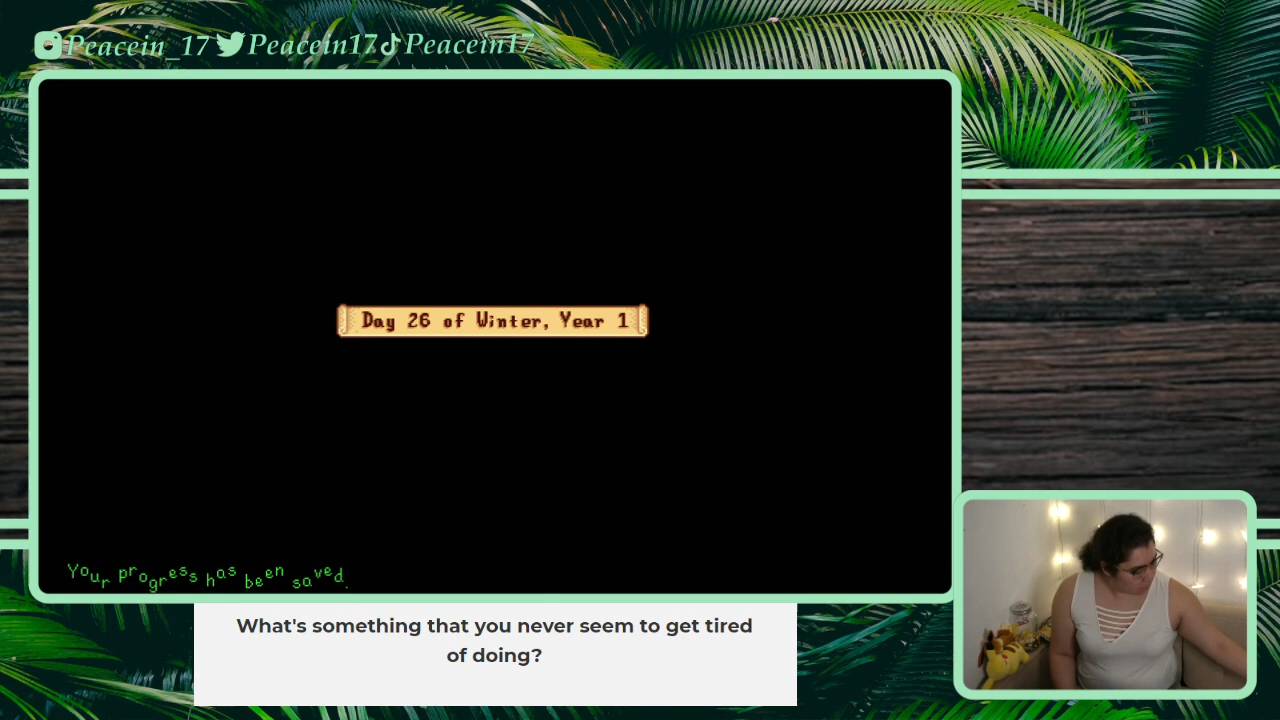 Peacein_17 Peacein17 Peacein17
Day 26 of Winter, Year 1
Your progress has been saved.
What's something that you never seem to get tired
of doing?